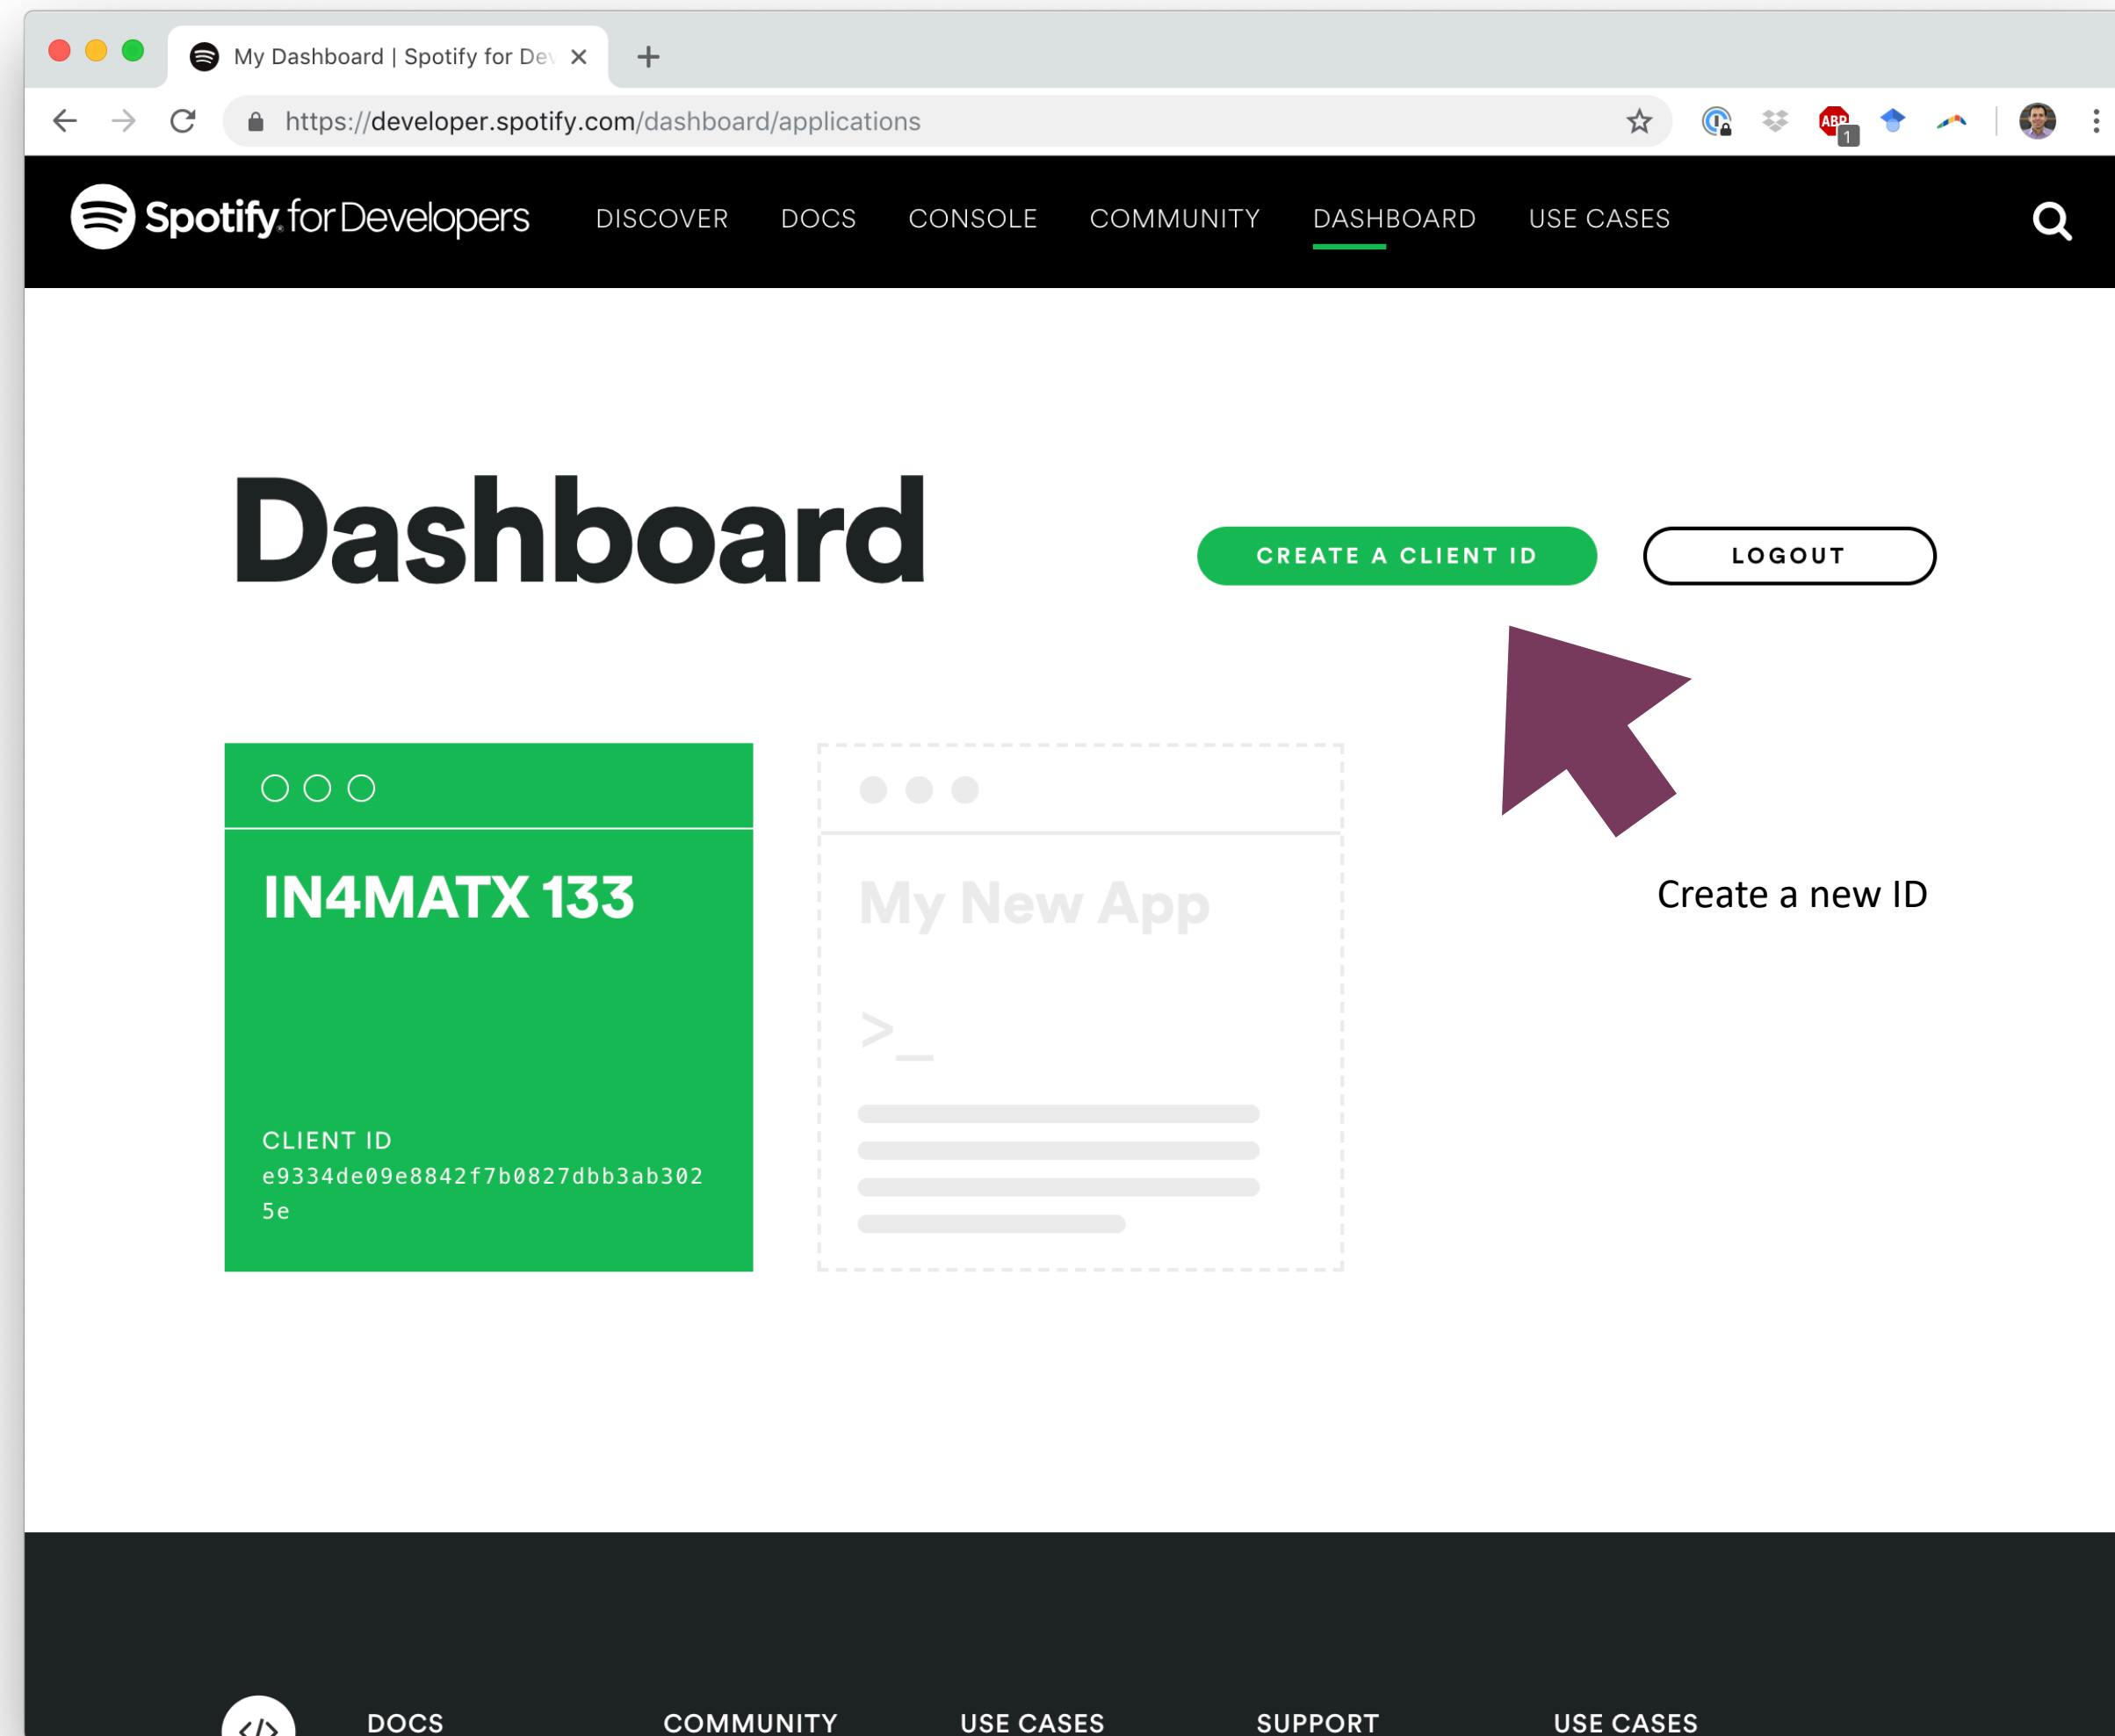 My Dashboard | Spotify for Dev
https://developer.spotify.com/dashboard/applications
ABP
1
Spotify® for Developers DISCOVER DOCS CONSOLE COMMUNITY DASHBOARD USE CASES
Dashboard
CREATE A CLIENT ID LOGOUT
IN4MATX 133
CLIENT ID
e9334de09e8842f7b0827dbb3ab302
5e
My New App
>_
Create a new ID
</> DOCS COMMUNITY USE CASES SUPPORT USE CASES